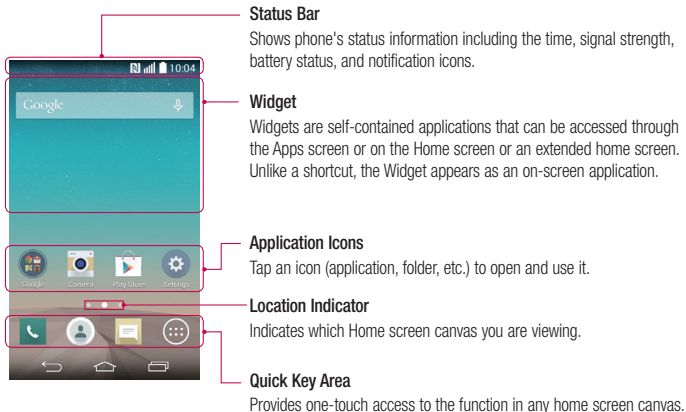 Status Bar
Shows phone's status information including the time, signal strength,
battery status, and notification icons.
10:04
Google
Widget
Widgets are self-contained applications that can be accessed through
the Apps screen or on the Home screen or an extended home screen.
Unlike a shortcut, the Widget appears as an on-screen application.
Application Icons
Tap an icon (application, folder, etc.) to open and use it.
Google Camera Play Store Settings
Location Indicator
Indicates which Home screen canvas you are viewing.
Quick Key Area
Provides one-touch access to the function in any home screen canvas.